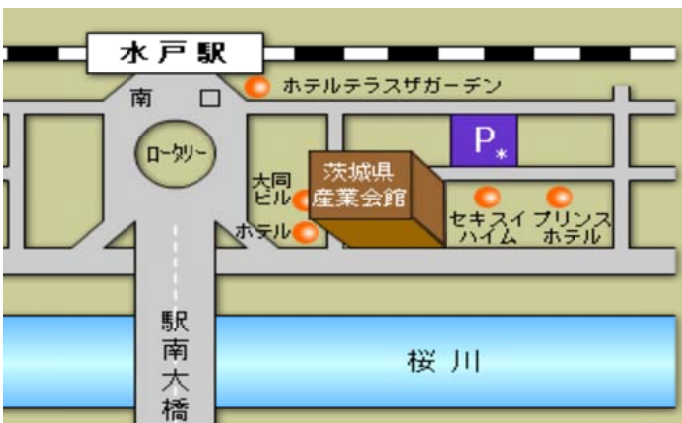 水戸駅
南口
ホテルテラスザガーデン
ロータリー
P*
大同
ビル
茨城県
産業会館
セキスイ
ハイム
プリンス
ホテル
ホテル
駅南大橋
桜川